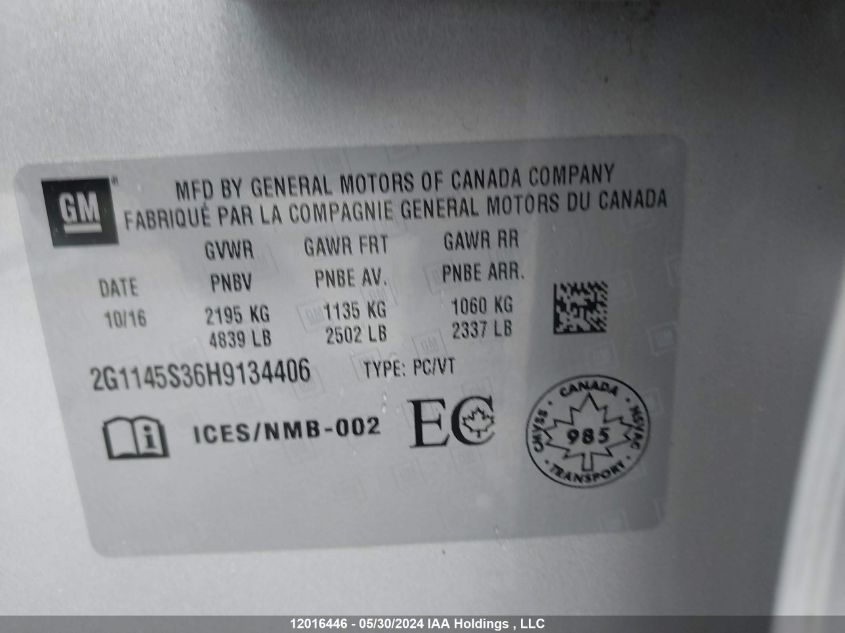 GM
MFD BY GENERAL MOTORS OF CANADA COMPANY
FABRIQUÉ PAR LA COMPAGNIE GENERAL MOTORS DU CANADA
GVWR GAWR FRT GAWR RR
DATE PNBV PNBE AV. PNBE ARR.
10/16 2195 KG 1135 KG 1060 KG
4839 LB 2502 LB 2337 LB
2G1145S36H9134406 TYPE: PC/VT
ICES/NMB-002 EC
CANADA
CMVSS 985 NSVAC
TRANSPORT
12016446 - 05/30/2024 IAA Holdings , LLC